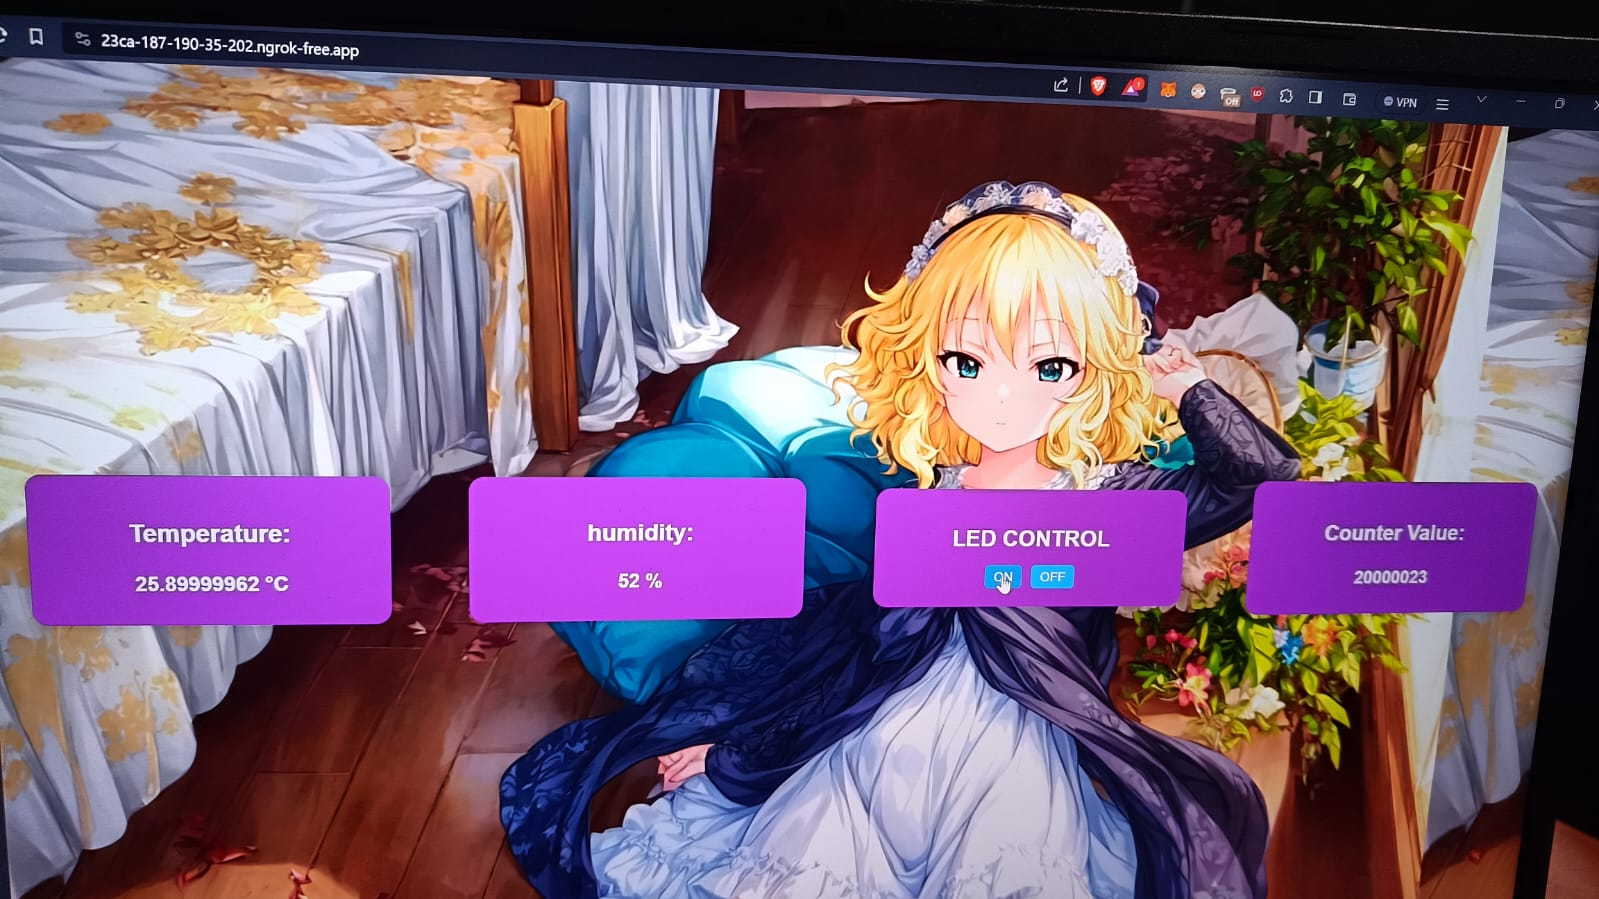 23ca-187-190-35-202.ngrok-free.app
Off
VPN
Temperature:
25.89999962 °C
humidity:
52 %
LED CONTROL
ON OFF
Counter Value:
20000023